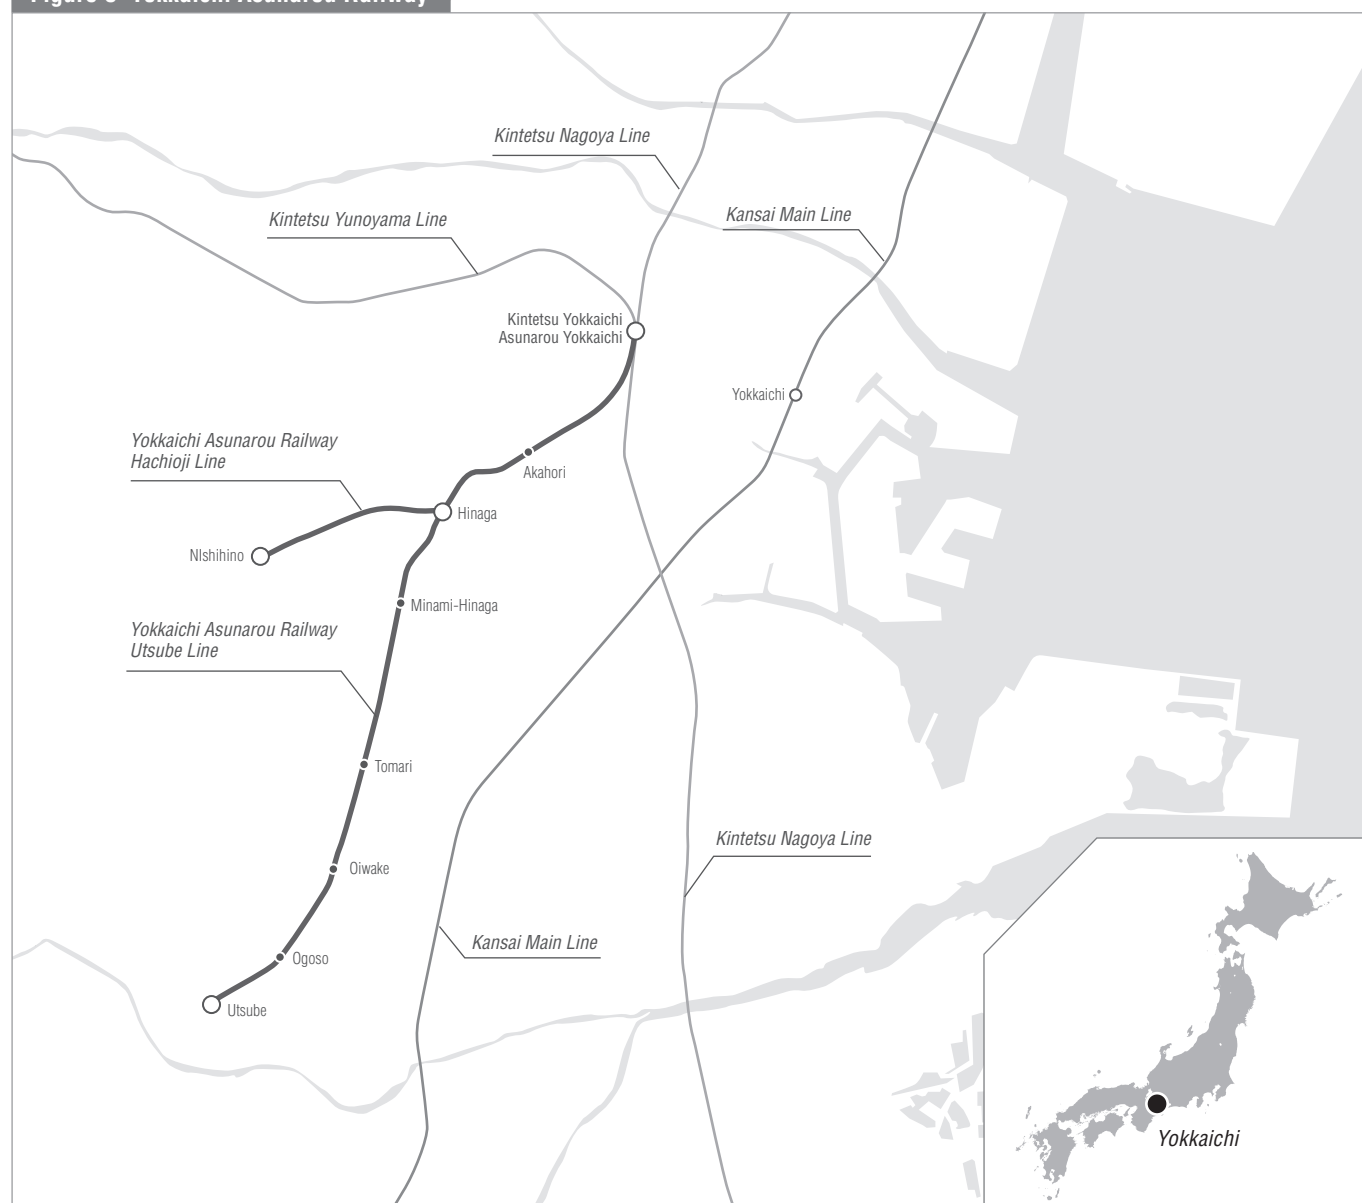 Kintetsu Nagoya Line
Kintetsu Yunoyama Line
Kansai Main Line
Kintetsu Yokkaichi
Asunarou Yokkaichi
Yokkaichi
Yokkaichi Asunarou Railway
Hachioji Line
Akahori
Hinaga
NIshihino
Minami-Hinaga
Yokkaichi Asunarou Railway
Utsube Line
Tomari
Kintetsu Nagoya Line
Oiwake
Kansai Main Line
Ogoso
Utsube
Yokkaichi